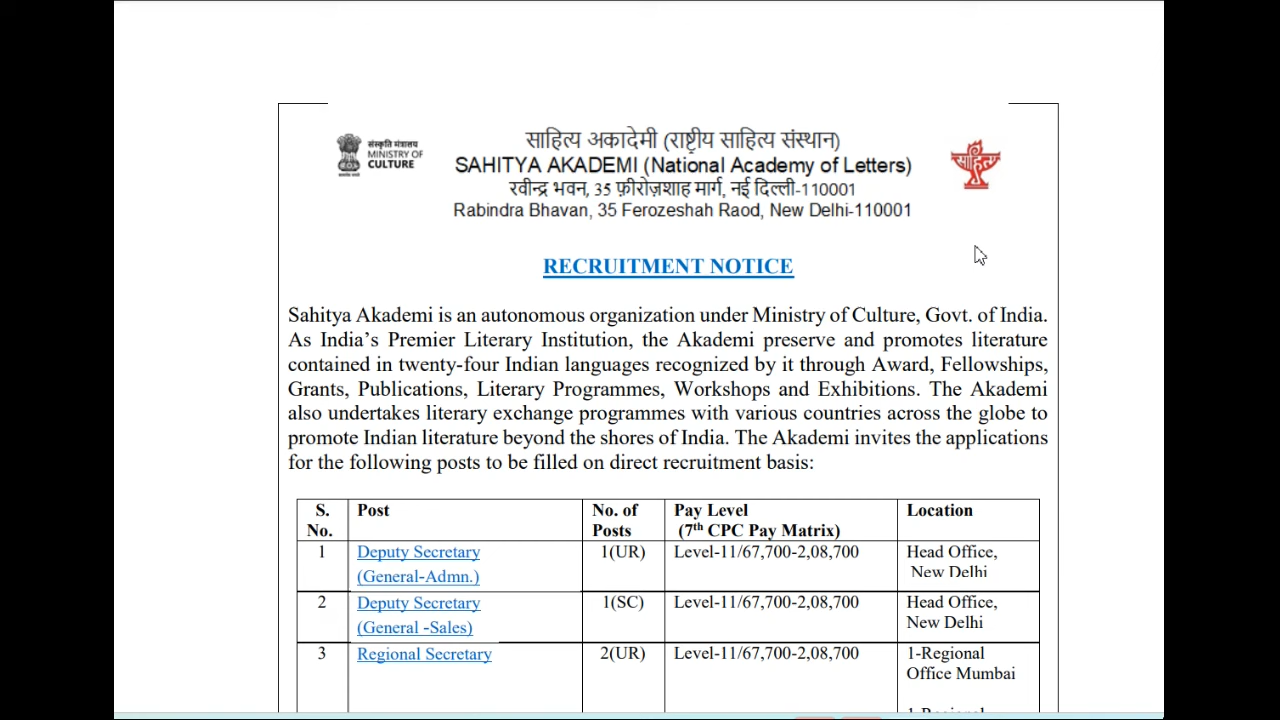 साहित्य अकादेमी (राष्ट्रीय साहित्य संस्थान)
संस्कृति मंत्रालय
MINISTRY OF
CULTURE
SAHITYA AKADEMI (National Academy of Letters)
साहित्य
रवीन्द्र भवन, 35 फ़ीरोज़शाह मार्ग, नई दिल्ली-110001
Rabindra Bhavan, 35 Ferozeshah Raod, New Delhi-110001
RECRUITMENT NOTICE
Sahitya Akademi is an autonomous organization under Ministry of Culture, Govt. of India.
As India's Premier Literary Institution, the Akademi preserve and promotes literature
contained in twenty-four Indian languages recognized by it through Award, Fellowships,
Grants, Publications, Literary Programmes, Workshops and Exhibitions. The Akademi
also undertakes literary exchange programmes with various countries across the globe to
promote Indian literature beyond the shores of India. The Akademi invites the applications
for the following posts to be filled on direct recruitment basis:
S. No. Post No. of Posts Pay Level (7th CPC Pay Matrix) Location
1 Deputy Secretary 1(UR) Level-11/67,700-2,08,700 Head Office,
(General-Admn.) New Delhi
2 Deputy Secretary 1(SC) Level-11/67,700-2,08,700 Head Office,
(General -Sales) New Delhi
3 Regional Secretary 2(UR) Level-11/67,700-2,08,700 1-Regional
Office Mumbai